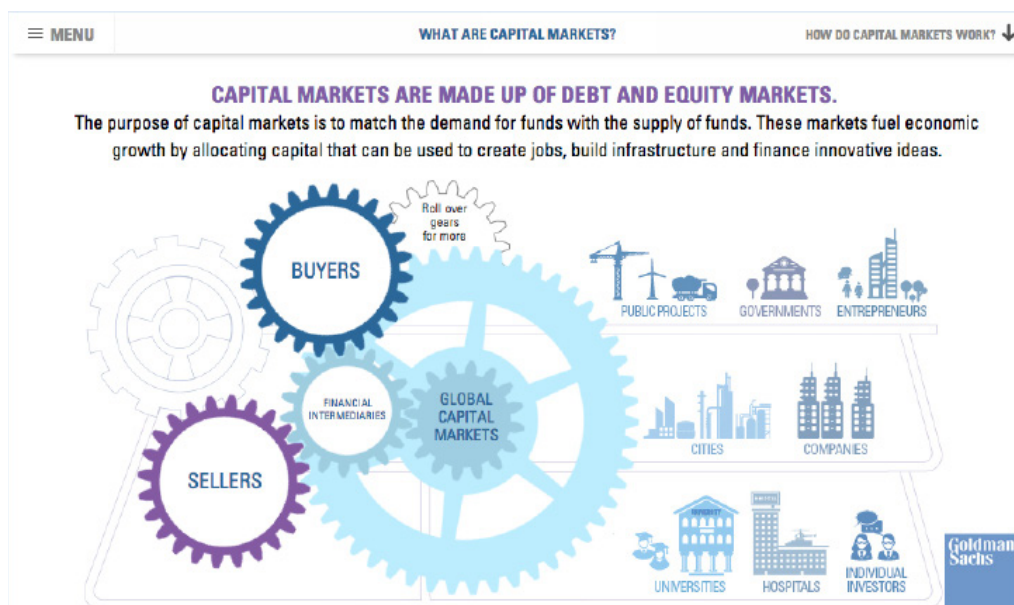 MENU
WHAT ARE CAPITAL MARKETS?
HOW DO CAPITAL MARKETS WORK?
CAPITAL MARKETS ARE MADE UP OF DEBT AND EQUITY MARKETS.
The purpose of capital markets is to match the demand for funds with the supply of funds. These markets fuel economic
growth by allocating capital that can be used to create jobs, build infrastructure and finance innovative ideas.
Roll over
gears
for more
BUYERS
FINANCIAL
INTERMEDIARIES
GLOBAL
CAPITAL
MARKETS
SELLERS
PUBLIC PROJECTS
GOVERNMENTS
ENTREPRENEURS
CITIES
COMPANIES
UNIVERSITIES
HOSPITALS
INDIVIDUAL
INVESTORS
Goldman
Sachs